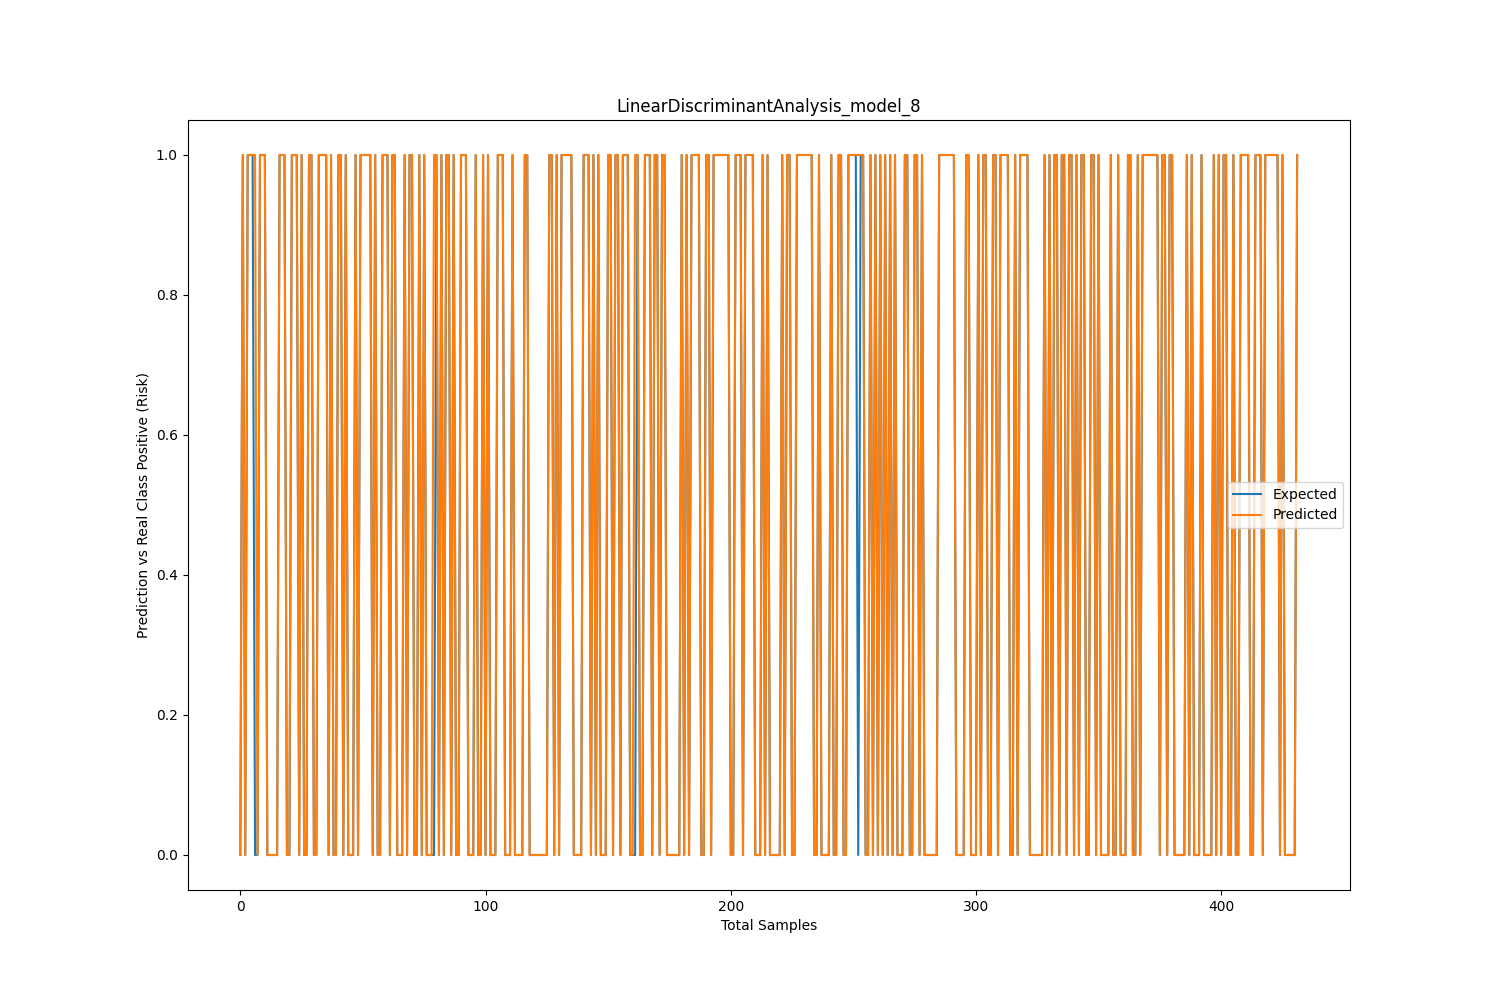 LinearDiscriminantAnalysis_model_8
1.0
0.8
0.6
0.4
0.2
0.0
Prediction vs Real Class Positive (Risk)
Expected
Predicted
0 100 200 300 400
Total Samples